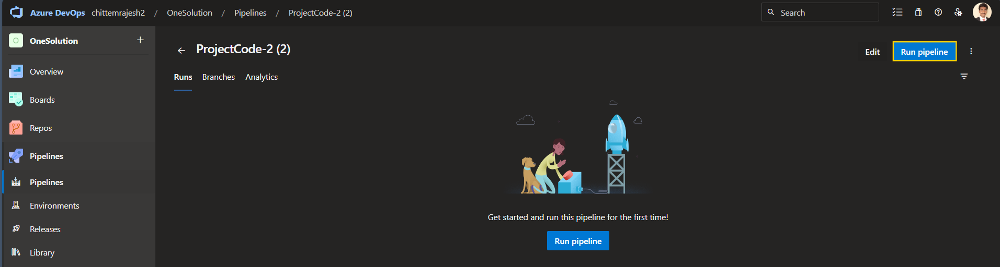 Azure DevOps chittemrajesh2 / OneSolution / Pipelines / ProjectCode-2 (2)
Search
O OneSolution +
Overview
Boards
Repos
Pipelines
Pipelines
Environments
Releases
Library
ProjectCode-2 (2)
Edit
Run pipeline
Runs Branches Analytics
Get started and run this pipeline for the first time!
Run pipeline